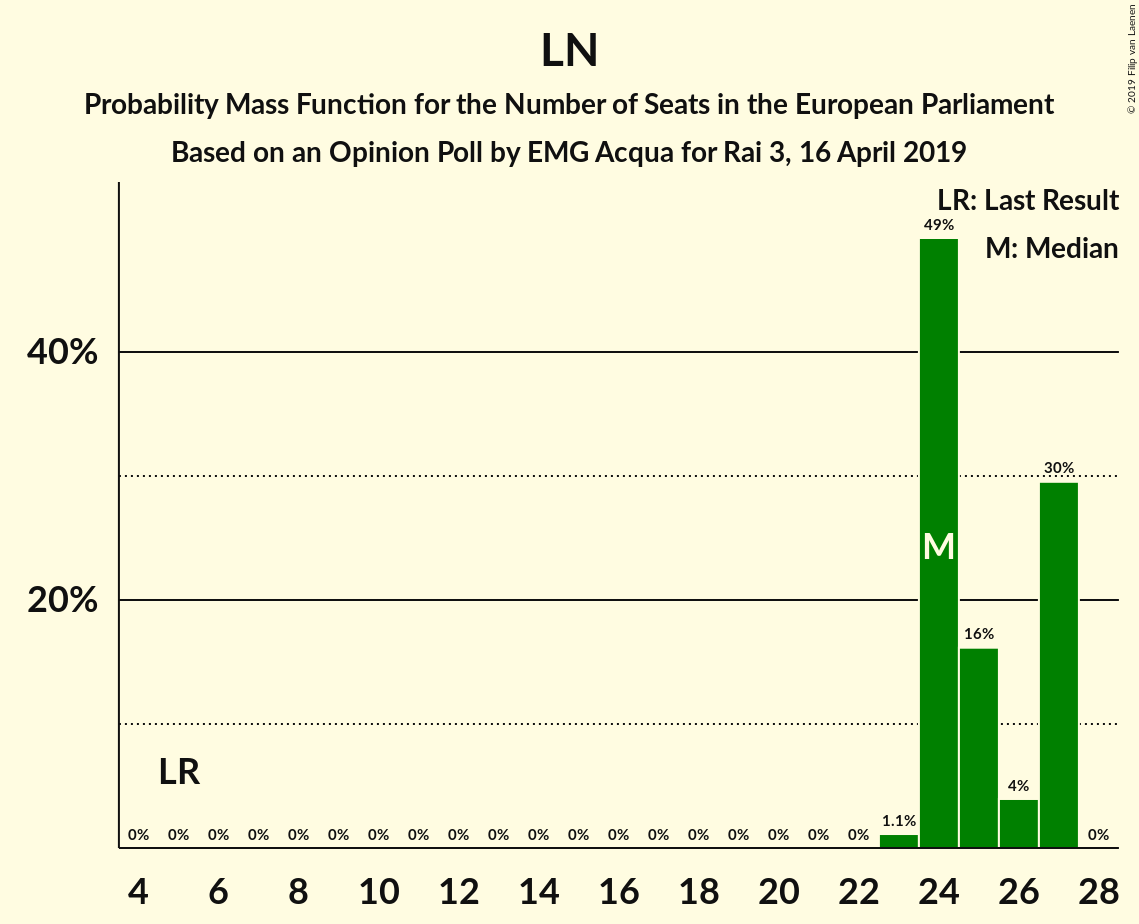 LN
Probability Mass Function for the Number of Seats in the European Parliament
Based on an Opinion Poll by EMG Acqua for Rai 3, 16 April 2019
© 2019 Filip van Laenen
LR: Last Result
M: Median
49%
40%
30%
M
20%
16%
LR
4%
1.1%
0% 0% 0% 0% 0% 0% 0% 0% 0% 0% 0% 0% 0% 0% 0% 0% 0% 0% 0% 0%
4 6 8 10 12 14 16 18 20 22 24 26 28